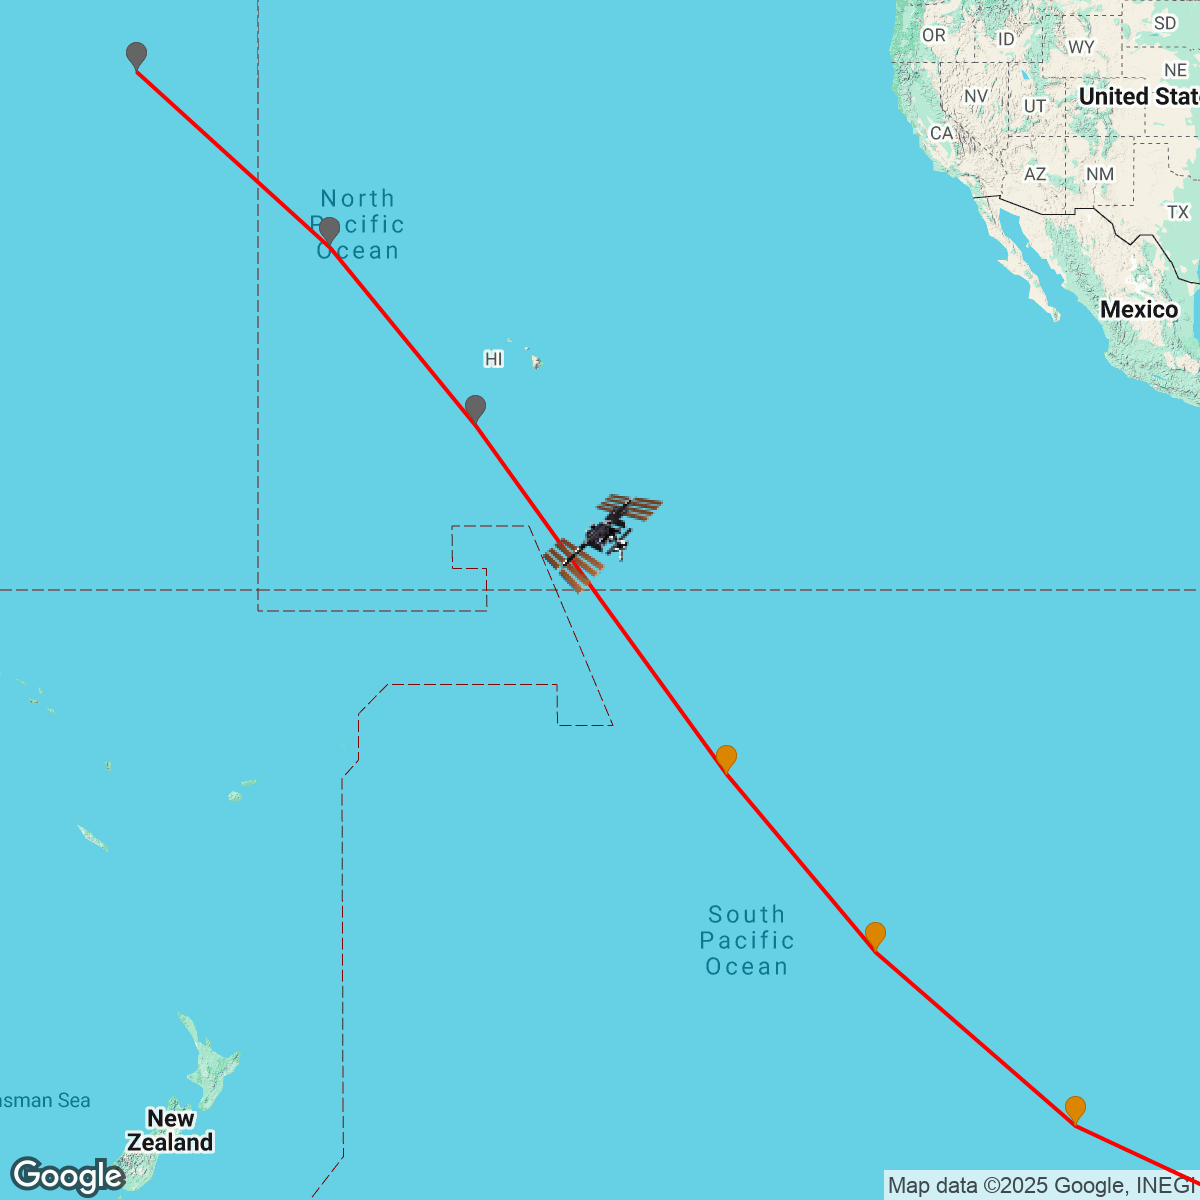 SD
OR
ID
WY
NE
NV
UT
United Stat
CA
AZ
NM
TX
North
Pacific
Ocean
Mexico
HI
South
Pacific
Ocean
asman Sea
New
Zealand
Google
Map data ©2025 Google, INEGI